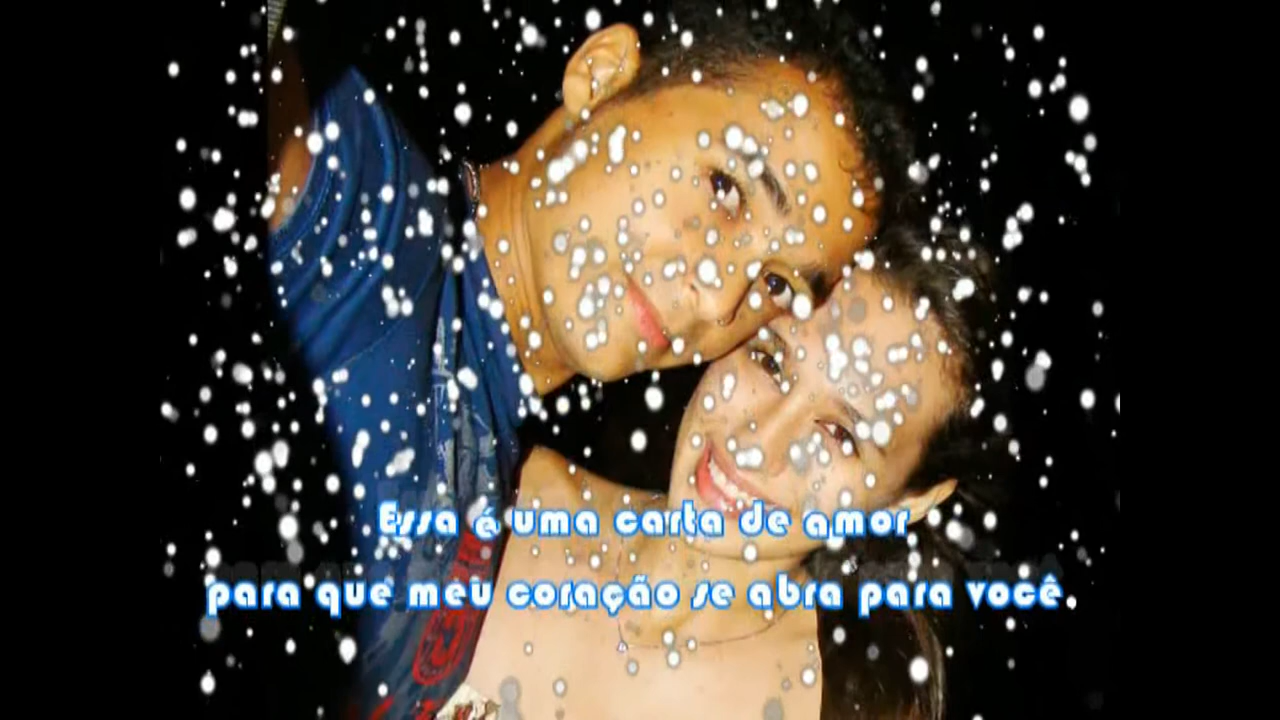 Essa é uma carta de amor
para que meu coração se abra para você.